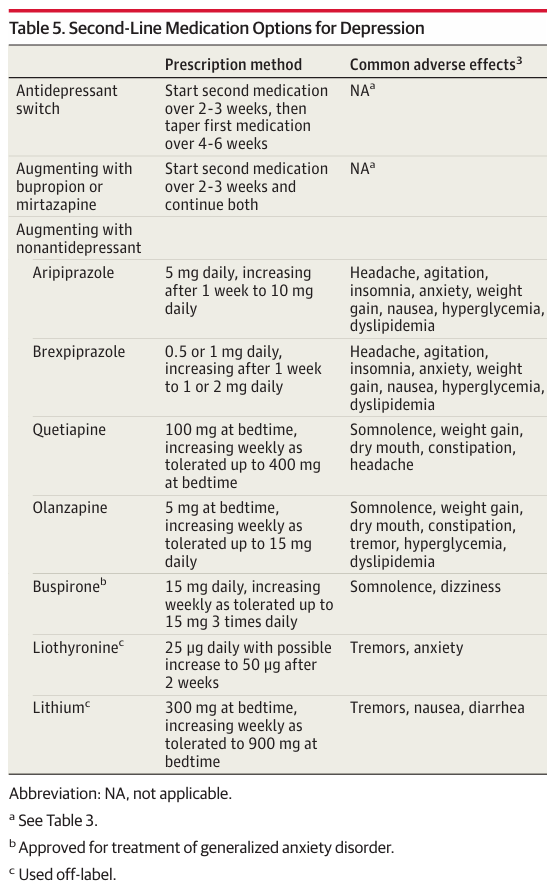 Table 5. Second-Line Medication Options for Depression
Prescription method Common adverse effects³
Antidepressant switch Start second medication over 2-3 weeks, then taper first medication over 4-6 weeks NAᵃ
Augmenting with bupropion or mirtazapine Start second medication over 2-3 weeks and continue both NAᵃ
Augmenting with nonantidepressant
Aripiprazole 5 mg daily, increasing after 1 week to 10 mg daily Headache, agitation, insomnia, anxiety, weight gain, nausea, hyperglycemia, dyslipidemia
Brexpiprazole 0.5 or 1 mg daily, increasing after 1 week to 1 or 2 mg daily Headache, agitation, insomnia, anxiety, weight gain, nausea, hyperglycemia, dyslipidemia
Quetiapine 100 mg at bedtime, increasing weekly as tolerated up to 400 mg at bedtime Somnolence, weight gain, dry mouth, constipation, headache
Olanzapine 5 mg at bedtime, increasing weekly as tolerated up to 15 mg daily Somnolence, weight gain, dry mouth, constipation, tremor, hyperglycemia, dyslipidemia
Buspironeᵇ 15 mg daily, increasing weekly as tolerated up to 15 mg 3 times daily Somnolence, dizziness
Liothyronineᶜ 25 μg daily with possible increase to 50 μg after 2 weeks Tremors, anxiety
Lithiumᶜ 300 mg at bedtime, increasing weekly as tolerated to 900 mg at bedtime Tremors, nausea, diarrhea
Abbreviation: NA, not applicable.
ᵃ See Table 3.
ᵇ Approved for treatment of generalized anxiety disorder.
ᶜ Used off-label.